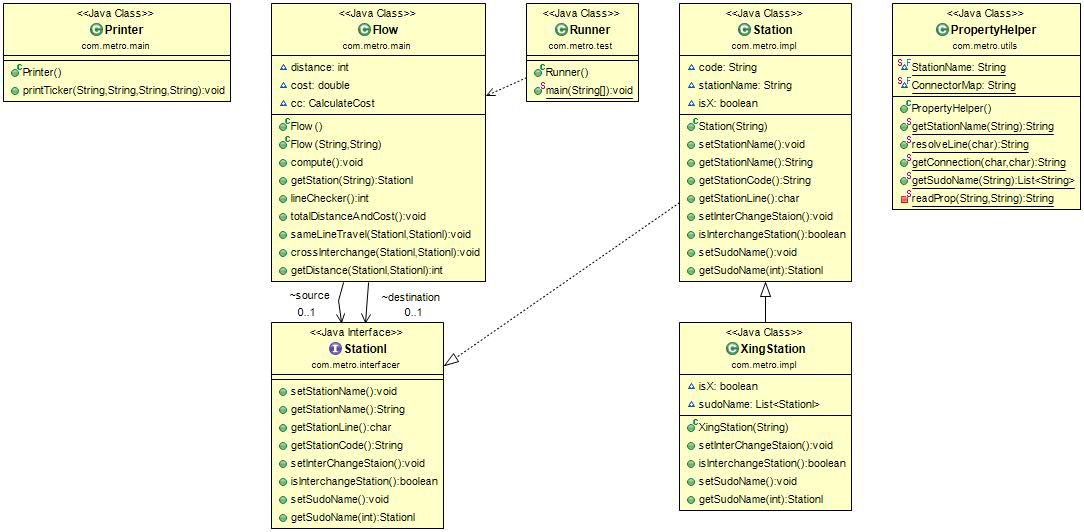 <<Java Class>>
Printer
com.metro.main
Printer()
printTicker(String,String,String,String):void
<<Java Class>>
Flow
com.metro.main
distance: int
cost: double
cc: CalculateCost
Flow ()
Flow (String,String)
compute():void
getStation(String):StationI
lineChecker():int
totalDistanceAndCost():void
sameLineTravel(StationI,StationI):void
crossInterchange(StationI,StationI):void
getDistance(StationI,StationI):int
<<Java Class>>
Runner
com.metro.test
Runner()
main(String[]):void
<<Java Class>>
Station
com.metro.impl
code: String
stationName: String
isX: boolean
Station(String)
setStationName():void
getStationName():String
getStationCode():String
getStationLine():char
setInterChangeStaion():void
isInterchangeStation():boolean
setSudoName():void
getSudoName(int):StationI
<<Java Class>>
PropertyHelper
com.metro.utils
StationName: String
ConnectorMap: String
PropertyHelper()
getStationName(String):String
resolveLine(char):String
getConnection(char,char):String
getSudoName(String):List<String>
readProp(String,String):String
~source
0..1
~destination
0..1
<<Java Interface>>
StationI
com.metro.interfacer
setStationName():void
getStationName():String
getStationLine():char
getStationCode():String
setInterChangeStaion():void
isInterchangeStation():boolean
setSudoName():void
getSudoName(int):StationI
<<Java Class>>
XingStation
com.metro.impl
isX: boolean
sudoName: List<StationI>
XingStation(String)
setInterChangeStaion():void
isInterchangeStation():boolean
setSudoName():void
getSudoName(int):StationI